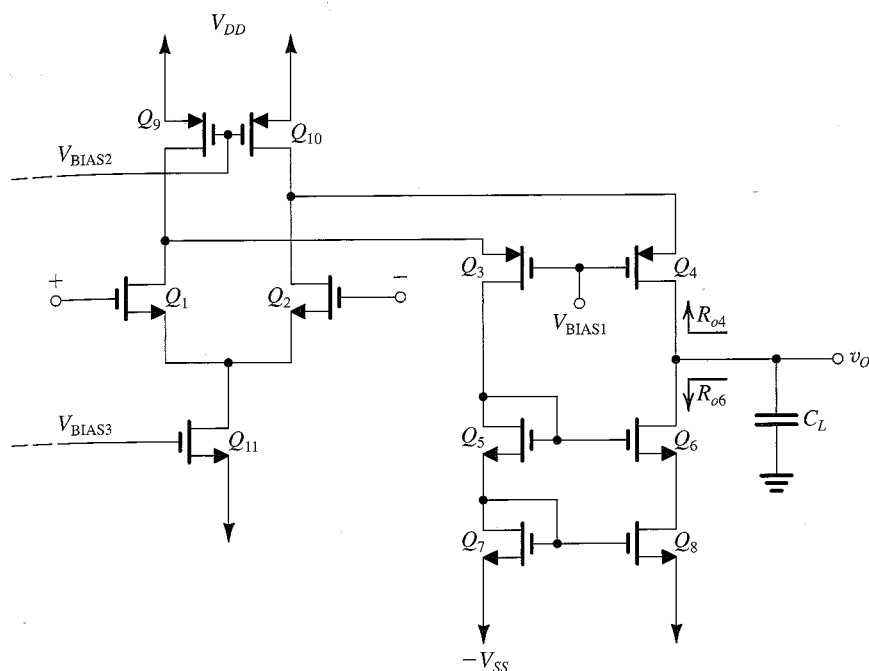 V_DD
Q_9
Q_10
V_BIAS2
Q_3
Q_4
+
Q_1
Q_2
−
V_BIAS1
R_o4
v_O
R_o6
V_BIAS3
Q_11
Q_5
Q_6
C_L
Q_7
Q_8
−V_SS